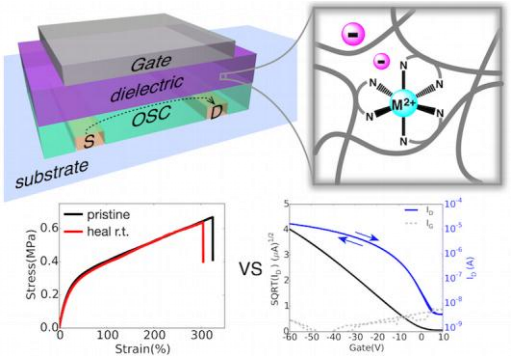 Gate
dielectric
OSC
S
D
substrate
-
-
N
N
N
N
N
N
M2+
0.6
0.4
0.2
0.0
Stress(MPa)
pristine
heal r.t.
0 100 200 300
Strain(%)
VS
5
4
3
2
1
0
SQRT(ID) (μA)1/2
ID
IG
10-4
10-5
10-6
10-7
10-8
10-9
ID (A)
-60 -50 -40 -30 -20 -10 0 10
Gate(V)